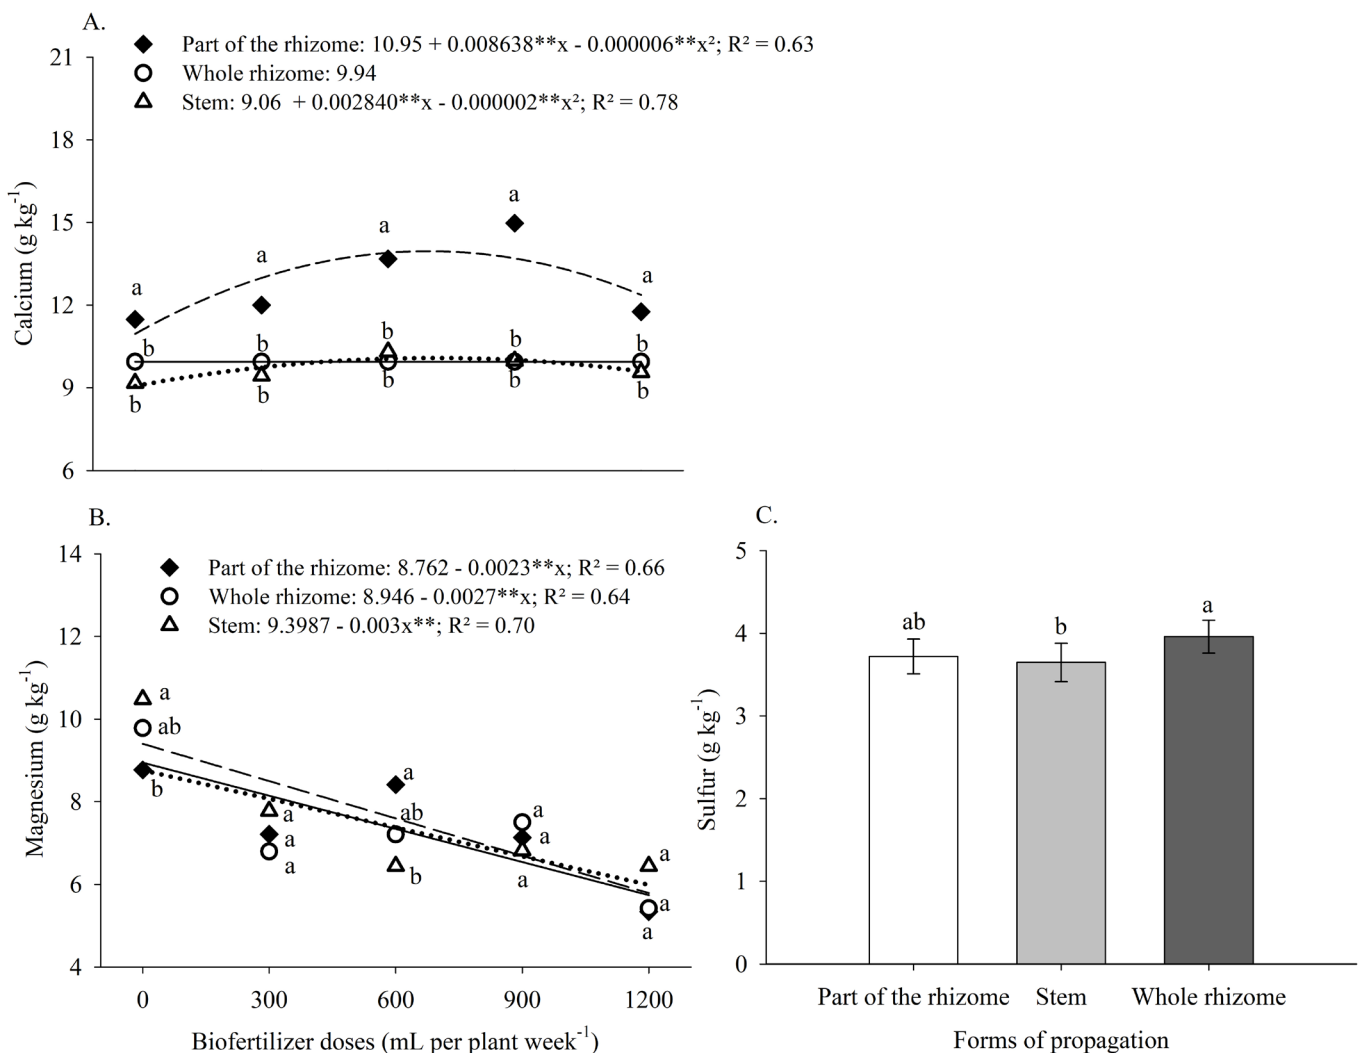 A.
Part of the rhizome: 10.95 + 0.008638**x - 0.000006**x²; R² = 0.63
Whole rhizome: 9.94
Stem: 9.06 + 0.002840**x - 0.000002**x²; R² = 0.78
21
18
15
12
9
6
Calcium (g kg⁻¹)
a
a
a
a
a
b
b
b
b
b
b
b
b
b
b
B.
Part of the rhizome: 8.762 - 0.0023**x; R² = 0.66
Whole rhizome: 8.946 - 0.0027**x; R² = 0.64
Stem: 9.3987 - 0.003x**; R² = 0.70
14
12
10
8
6
4
Magnesium (g kg⁻¹)
a
ab
b
a
a
a
a
ab
b
a
a
a
a
a
a
0 300 600 900 1200
Biofertilizer doses (mL per plant week⁻¹)
C.
5
4
3
2
1
0
Sulfur (g kg⁻¹)
ab
b
a
Part of the rhizome Stem Whole rhizome
Forms of propagation